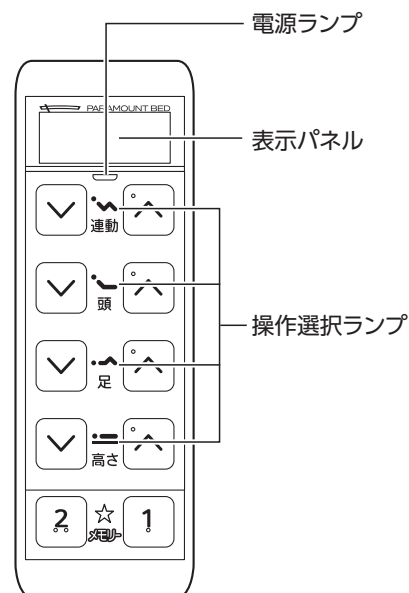 電源ランプ
PARAMOUNT BED
表示パネル
連動
頭
操作選択ランプ
足
高さ
2 メモリー 1